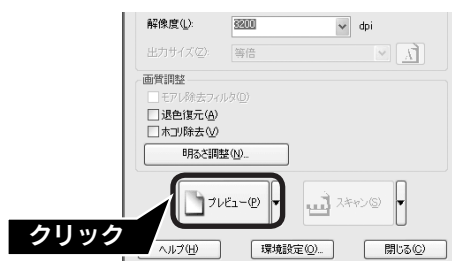 解像度(L): 3200 dpi
出力サイズ(Z): 等倍
画質調整
モアレ除去フィルタ(D)
退色復元(A)
ホコリ除去(V)
明るさ調整(N)...
プレビュー(P) スキャン(S)
クリック
ヘルプ(H) 環境設定(O)... 閉じる(C)